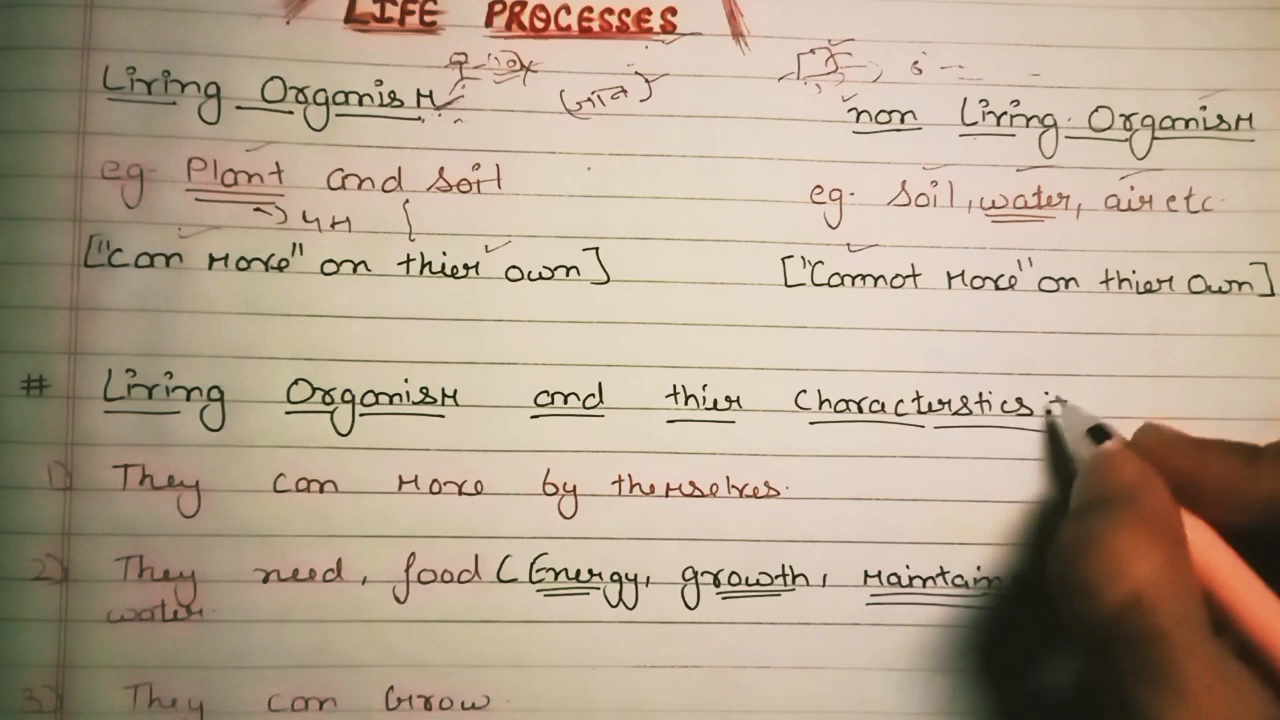 LIFE PROCESSES
Living Organism
non Living Organism
eg. Plant and soil
eg. Soil, water, air etc.
["can move" on thier own]
["Cannot move" on thier own]
# Living Organism and thier Characterstics :-
1) They can move by themselves.
2) They need, food (Energy, growth, maintain
water.
3) They can Grow